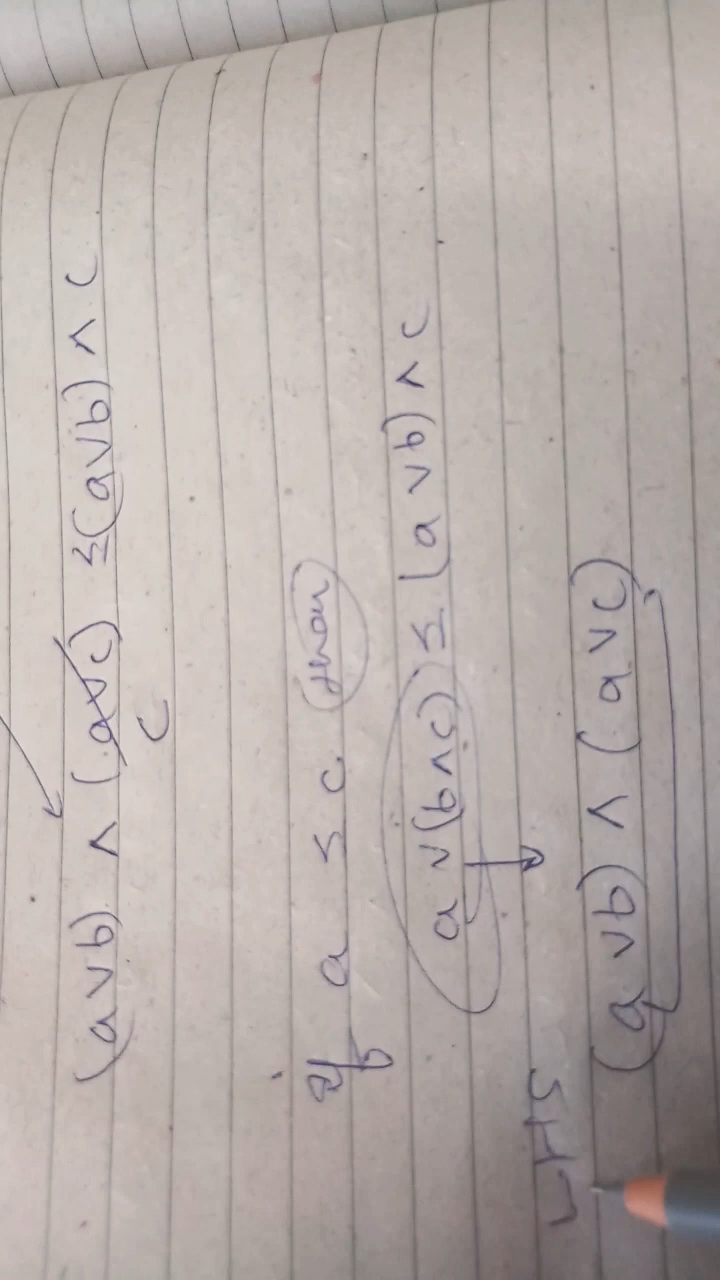 (a∨b) ∧ (a∨c) ≤ (a∨b) ∧ c
c
If a ≤ c. then
a ∨ (b∧c) ≤ (a ∨ b) ∧ c
LHS
(a ∨b) ∧ (a ∨c)